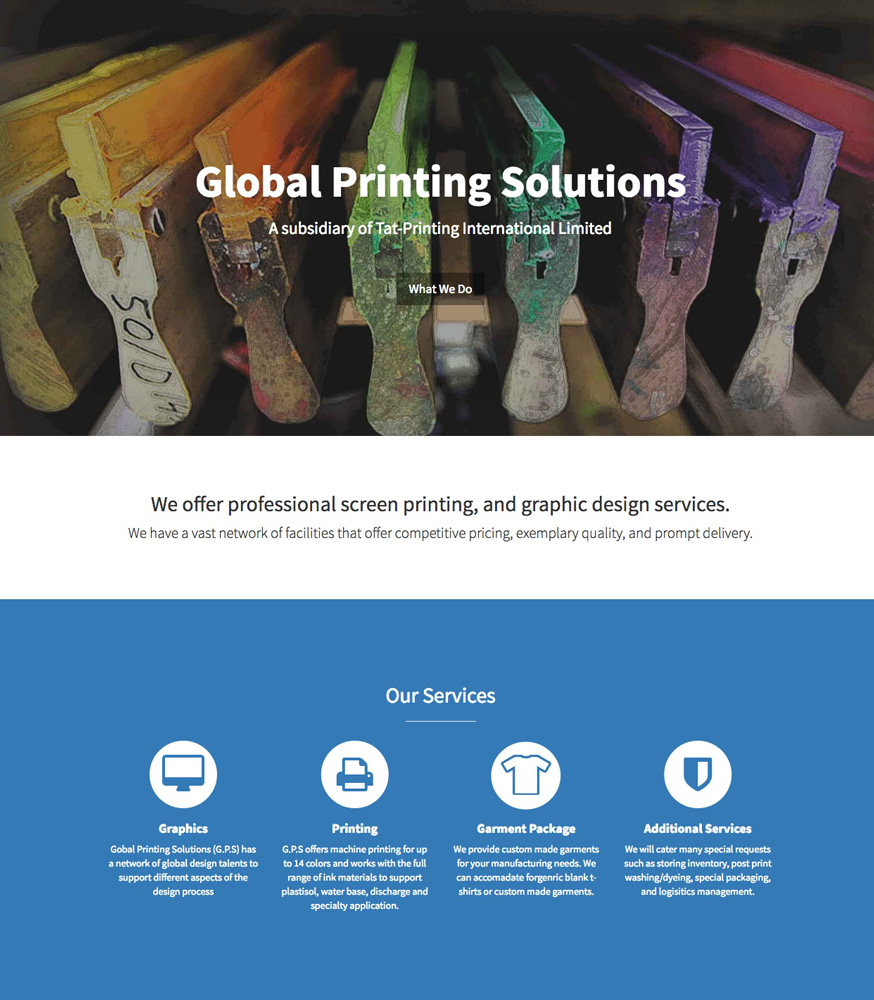 Global Printing Solutions
A subsidiary of Tat-Printing International Limited
What We Do
SOl/D
We offer professional screen printing, and graphic design services.
We have a vast network of facilities that offer competitive pricing, exemplary quality, and prompt delivery.
Our Services
Graphics
Gobal Printing Solutions (G.P.S) has
a network of global design talents to
support different aspects of the
design process
Printing
G.P.S offers machine printing for up
to 14 colors and works with the full
range of ink materials to support
plastisol, water base, discharge and
specialty application.
Garment Package
We provide custom made garments
for your manufacturing needs. We
can accomadate forgenric blank t-
shirts or custom made garments.
Additional Services
We will cater many special requests
such as storing inventory, post print
washing/dyeing, special packaging,
and logisitics management.